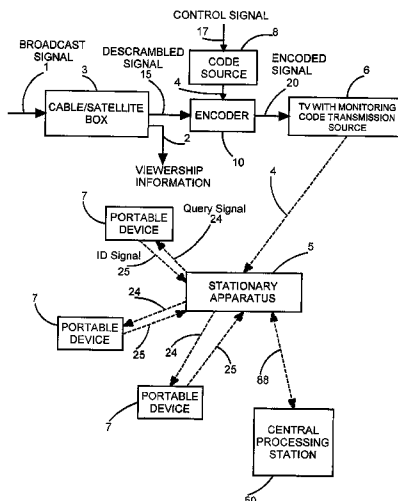 CONTROL SIGNAL
17
8
BROADCAST
SIGNAL
1
DESCRAMBLED
SIGNAL
15
CODE
SOURCE
ENCODED
SIGNAL
20
6
3
4
CABLE/SATELLITE
BOX
ENCODER
TV WITH MONITORING
CODE TRANSMISSION
SOURCE
2
10
VIEWERSHIP
INFORMATION
4
7
PORTABLE
DEVICE
Query Signal
24
ID Signal
25
5
STATIONARY
APPARATUS
7
24
PORTABLE
DEVICE
25
24
25
88
PORTABLE
DEVICE
7
CENTRAL
PROCESSING
STATION
50